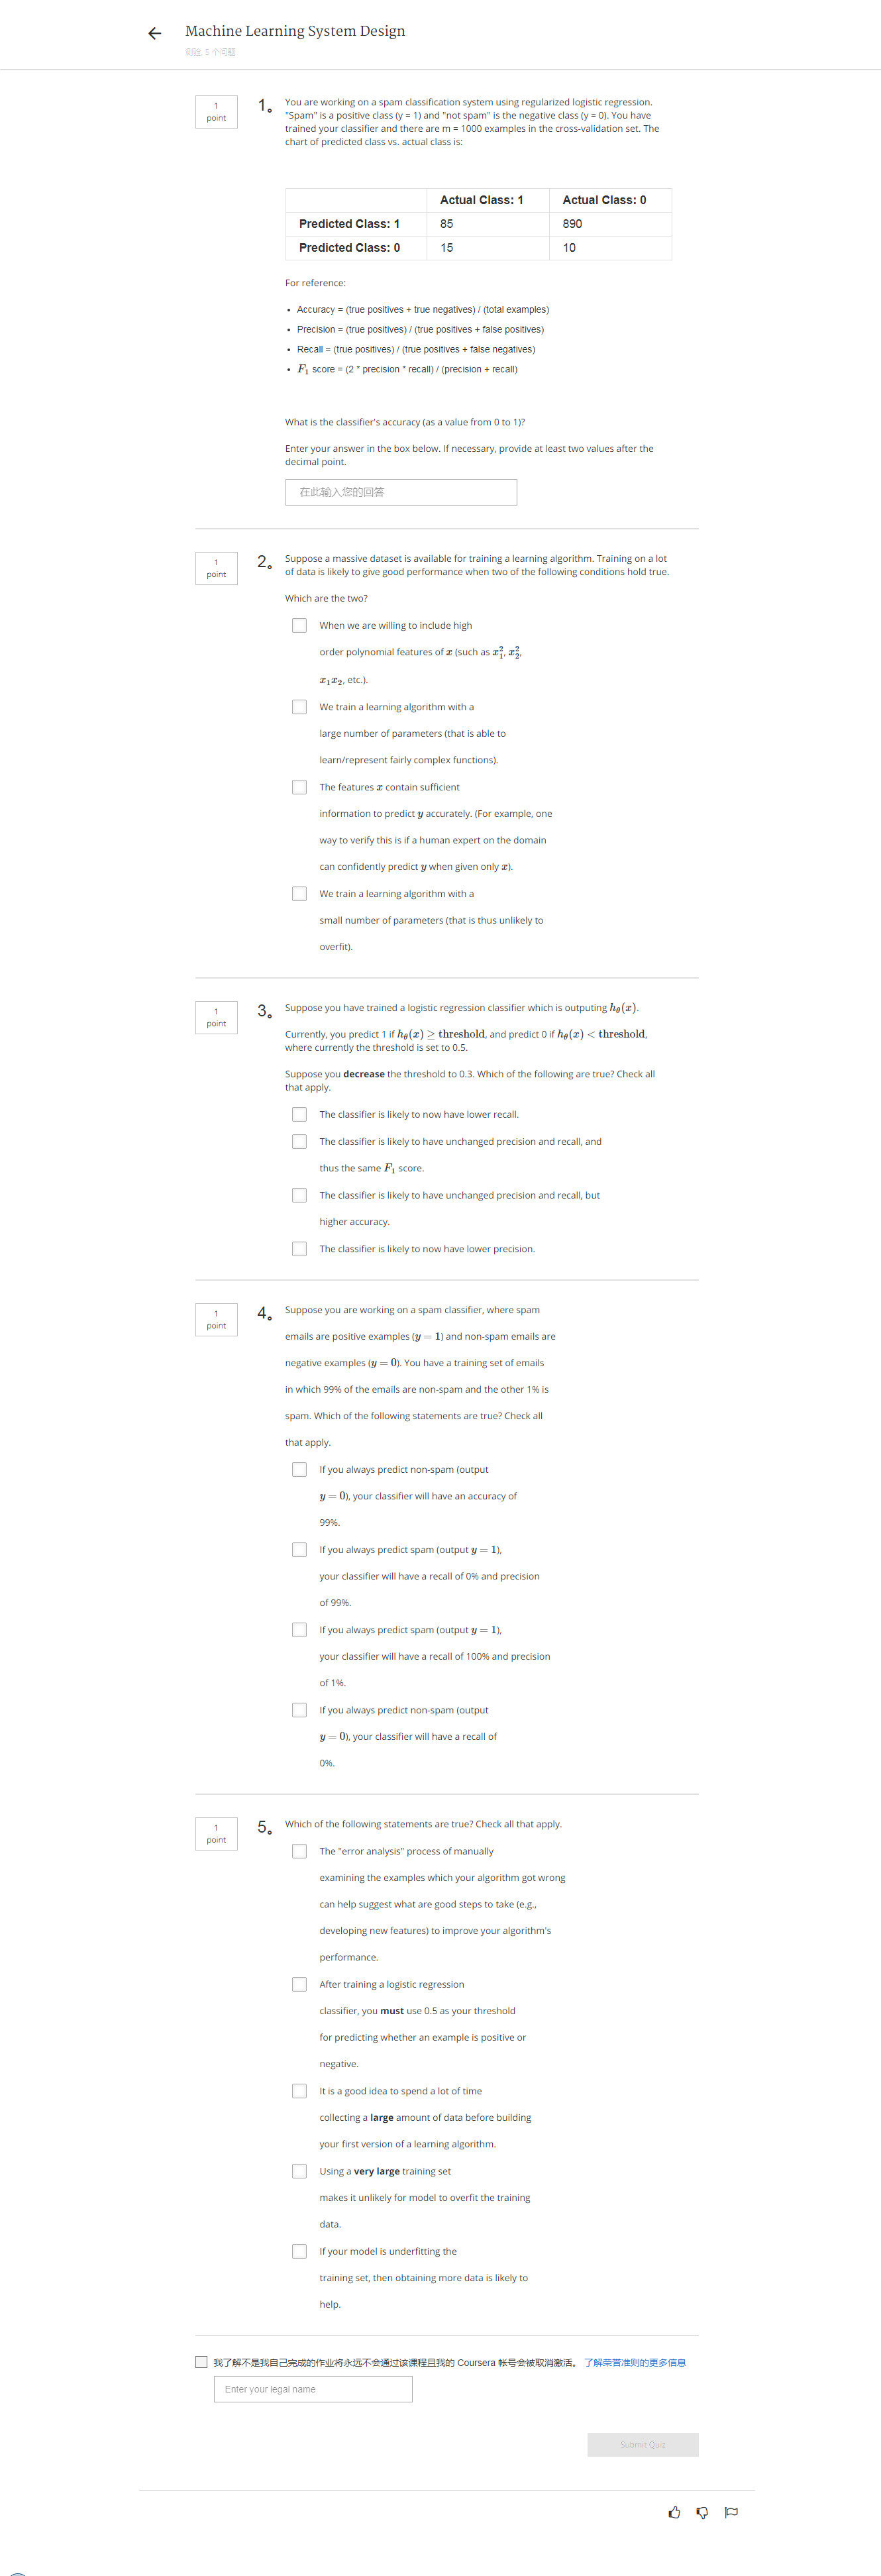 Machine Learning System Design
测验, 5 个问题
1
point
1。
You are working on a spam classification system using regularized logistic regression.
"Spam" is a positive class (y = 1) and "not spam" is the negative class (y = 0). You have
trained your classifier and there are m = 1000 examples in the cross-validation set. The
chart of predicted class vs. actual class is:
Actual Class: 1 Actual Class: 0
Predicted Class: 1 85 890
Predicted Class: 0 15 10
For reference:
• Accuracy = (true positives + true negatives) / (total examples)
• Precision = (true positives) / (true positives + false positives)
• Recall = (true positives) / (true positives + false negatives)
• F₁ score = (2 * precision * recall) / (precision + recall)
What is the classifier's accuracy (as a value from 0 to 1)?
Enter your answer in the box below. If necessary, provide at least two values after the
decimal point.
在此输入您的回答
1
point
2。
Suppose a massive dataset is available for training a learning algorithm. Training on a lot
of data is likely to give good performance when two of the following conditions hold true.
Which are the two?
When we are willing to include high
order polynomial features of x (such as x₁², x₂²,
x₁x₂, etc.).
We train a learning algorithm with a
large number of parameters (that is able to
learn/represent fairly complex functions).
The features x contain sufficient
information to predict y accurately. (For example, one
way to verify this is if a human expert on the domain
can confidently predict y when given only x).
We train a learning algorithm with a
small number of parameters (that is thus unlikely to
overfit).
1
point
3。
Suppose you have trained a logistic regression classifier which is outputing hθ(x).
Currently, you predict 1 if hθ(x) ≥ threshold, and predict 0 if hθ(x) < threshold,
where currently the threshold is set to 0.5.
Suppose you decrease the threshold to 0.3. Which of the following are true? Check all
that apply.
The classifier is likely to now have lower recall.
The classifier is likely to have unchanged precision and recall, and
thus the same F₁ score.
The classifier is likely to have unchanged precision and recall, but
higher accuracy.
The classifier is likely to now have lower precision.
1
point
4。
Suppose you are working on a spam classifier, where spam
emails are positive examples (y = 1) and non-spam emails are
negative examples (y = 0). You have a training set of emails
in which 99% of the emails are non-spam and the other 1% is
spam. Which of the following statements are true? Check all
that apply.
If you always predict non-spam (output
y = 0), your classifier will have an accuracy of
99%.
If you always predict spam (output y = 1),
your classifier will have a recall of 0% and precision
of 99%.
If you always predict spam (output y = 1),
your classifier will have a recall of 100% and precision
of 1%.
If you always predict non-spam (output
y = 0), your classifier will have a recall of
0%.
1
point
5。
Which of the following statements are true? Check all that apply.
The "error analysis" process of manually
examining the examples which your algorithm got wrong
can help suggest what are good steps to take (e.g.,
developing new features) to improve your algorithm's
performance.
After training a logistic regression
classifier, you must use 0.5 as your threshold
for predicting whether an example is positive or
negative.
It is a good idea to spend a lot of time
collecting a large amount of data before building
your first version of a learning algorithm.
Using a very large training set
makes it unlikely for model to overfit the training
data.
If your model is underfitting the
training set, then obtaining more data is likely to
help.
我了解不是我自己完成的作业将永远不会通过该课程且我的 Coursera 帐号会被取消激活。 了解荣誉准则的更多信息
Enter your legal name
Submit Quiz